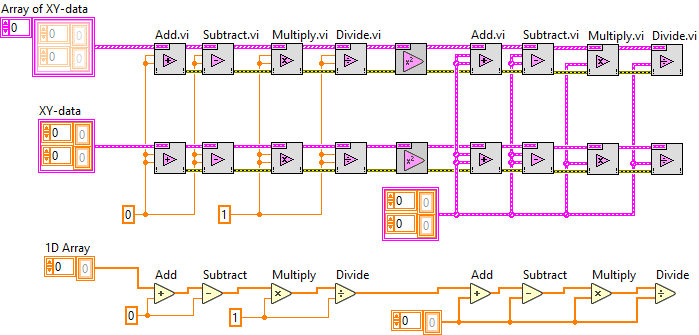 Array of XY-data
0
0
0
Add.vi Subtract.vi Multiply.vi Divide.vi Add.vi Subtract.vi Multiply.vi Divide.vi
+ - × ÷ x² + - × ÷
XY-data
0 0
0 0
+ - × ÷ x² + - × ÷
0 1
0 0
0 0
1D Array
0 0
Add Subtract Multiply Divide Add Subtract Multiply Divide
+ - × ÷ + - × ÷
0 1 0 0